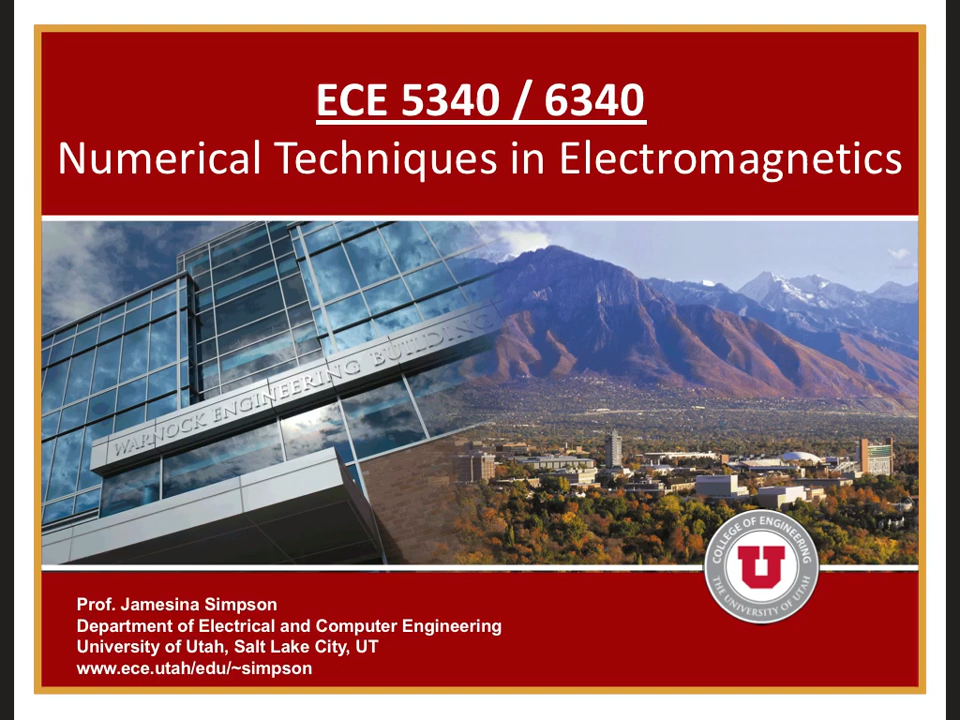 ECE 5340 / 6340
Numerical Techniques in Electromagnetics
WARNOCK ENGINEERING BUILDING
COLLEGE OF ENGINEERING
U
THE UNIVERSITY OF UTAH
Prof. Jamesina Simpson
Department of Electrical and Computer Engineering
University of Utah, Salt Lake City, UT
www.ece.utah/edu/~simpson